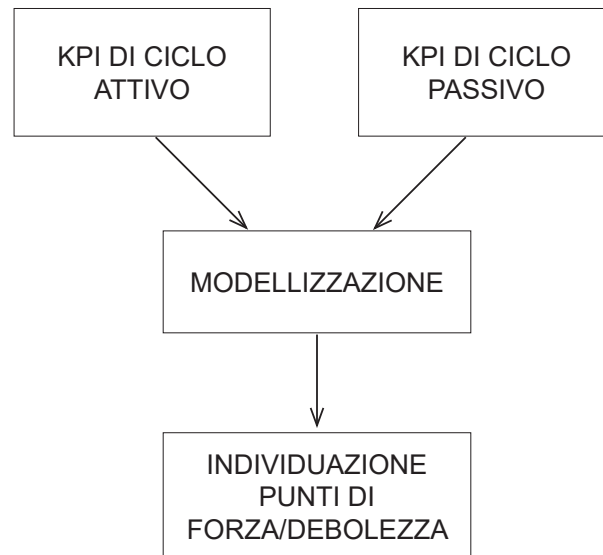 KPI DI CICLO
ATTIVO
KPI DI CICLO
PASSIVO
MODELLIZZAZIONE
INDIVIDUAZIONE
PUNTI DI
FORZA/DEBOLEZZA